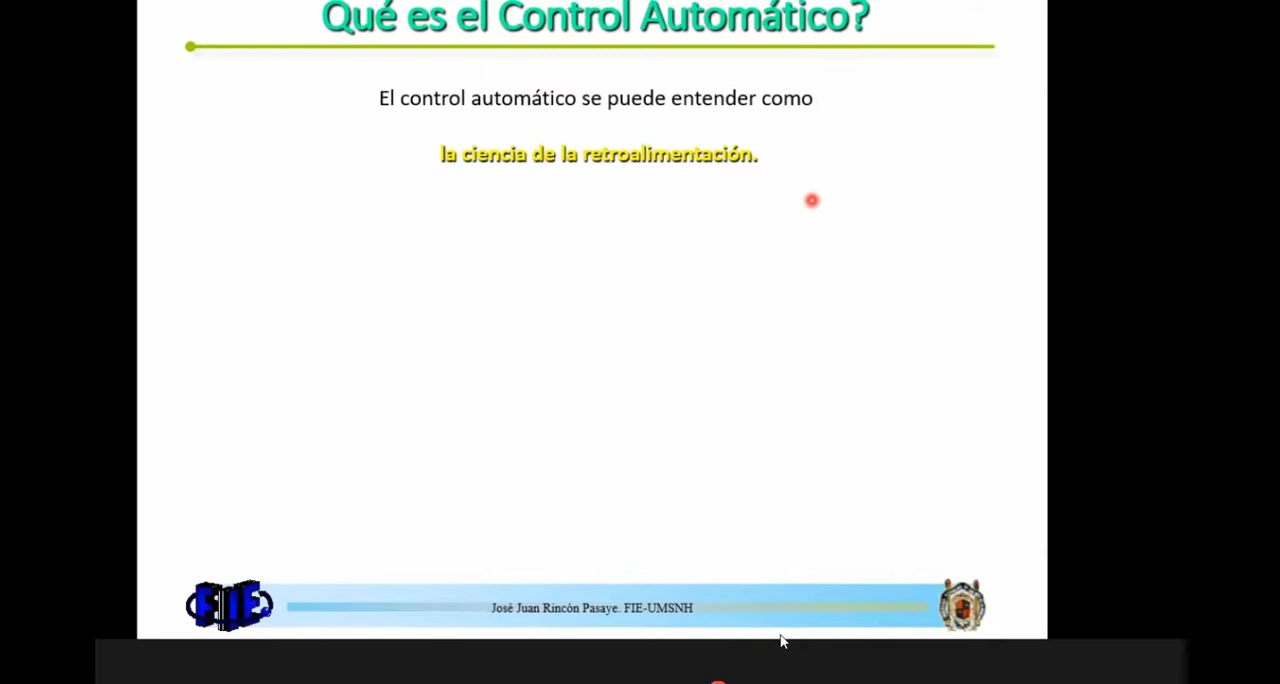 Qué es el Control Automático?
El control automático se puede entender como
la ciencia de la retroalimentación.
FIE
José Juan Rincón Pasaye. FIE-UMSNH